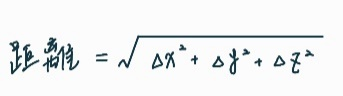 距離 = √(Δx² + Δy² + Δz²)